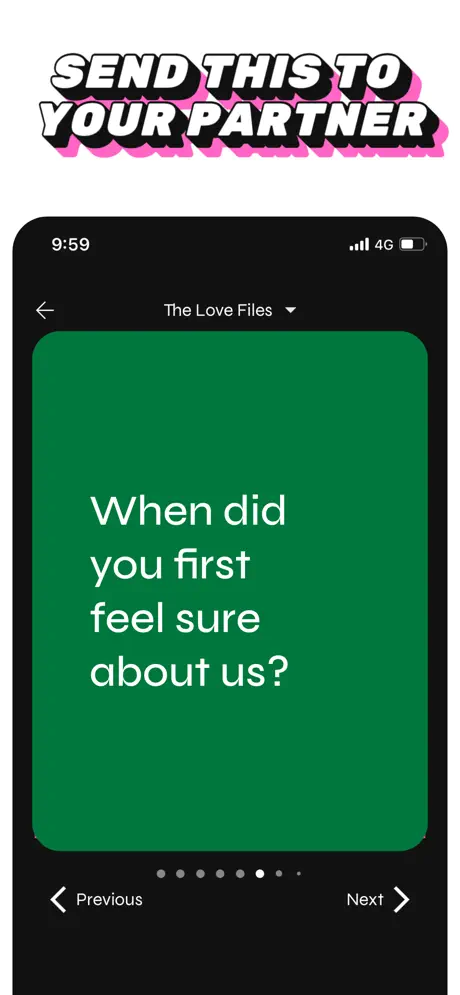 SEND THIS TO
YOUR PARTNER
9:59
4G
The Love Files
When did
you first
feel sure
about us?
Previous
Next